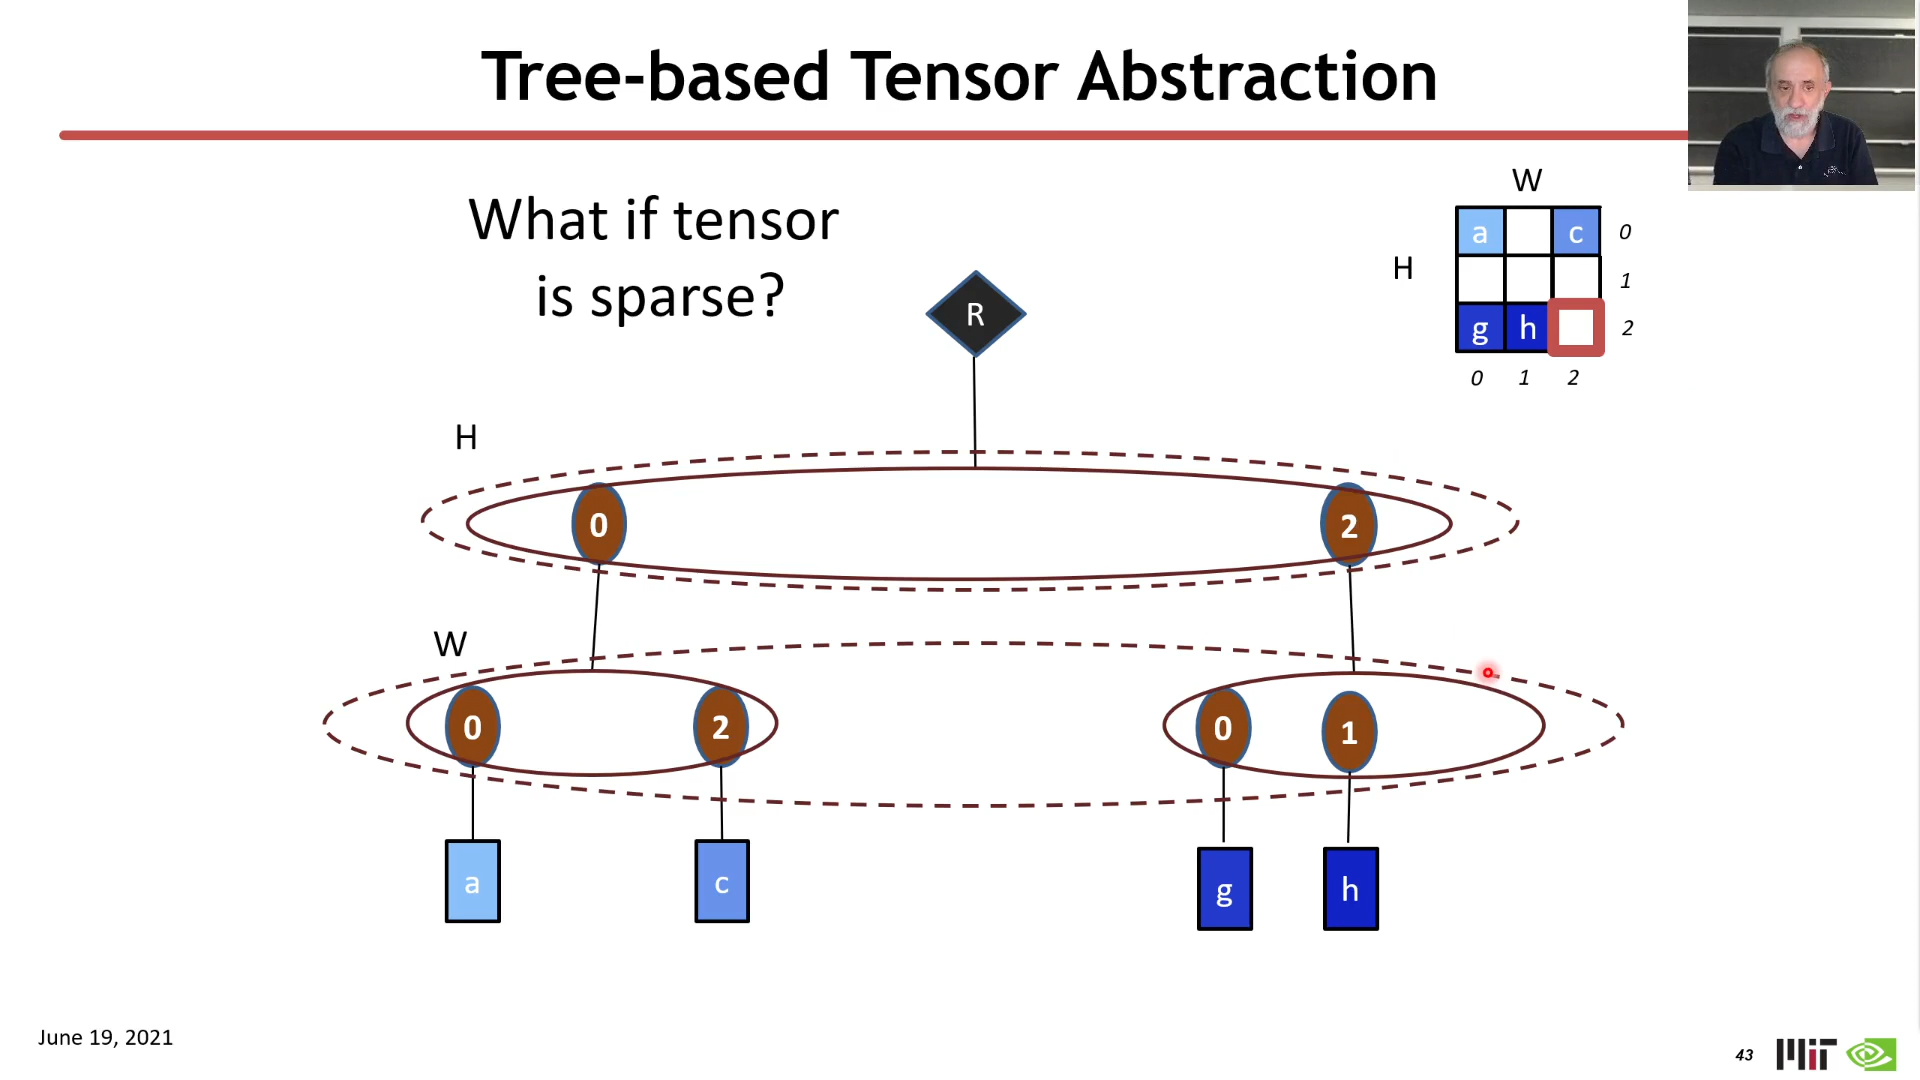 Tree-based Tensor Abstraction
What if tensor
is sparse?
W
a c 0
H
1
g h 2
0 1 2
R
H
0 2
W
0 2 0 1
a c g h
June 19, 2021
43 MIT